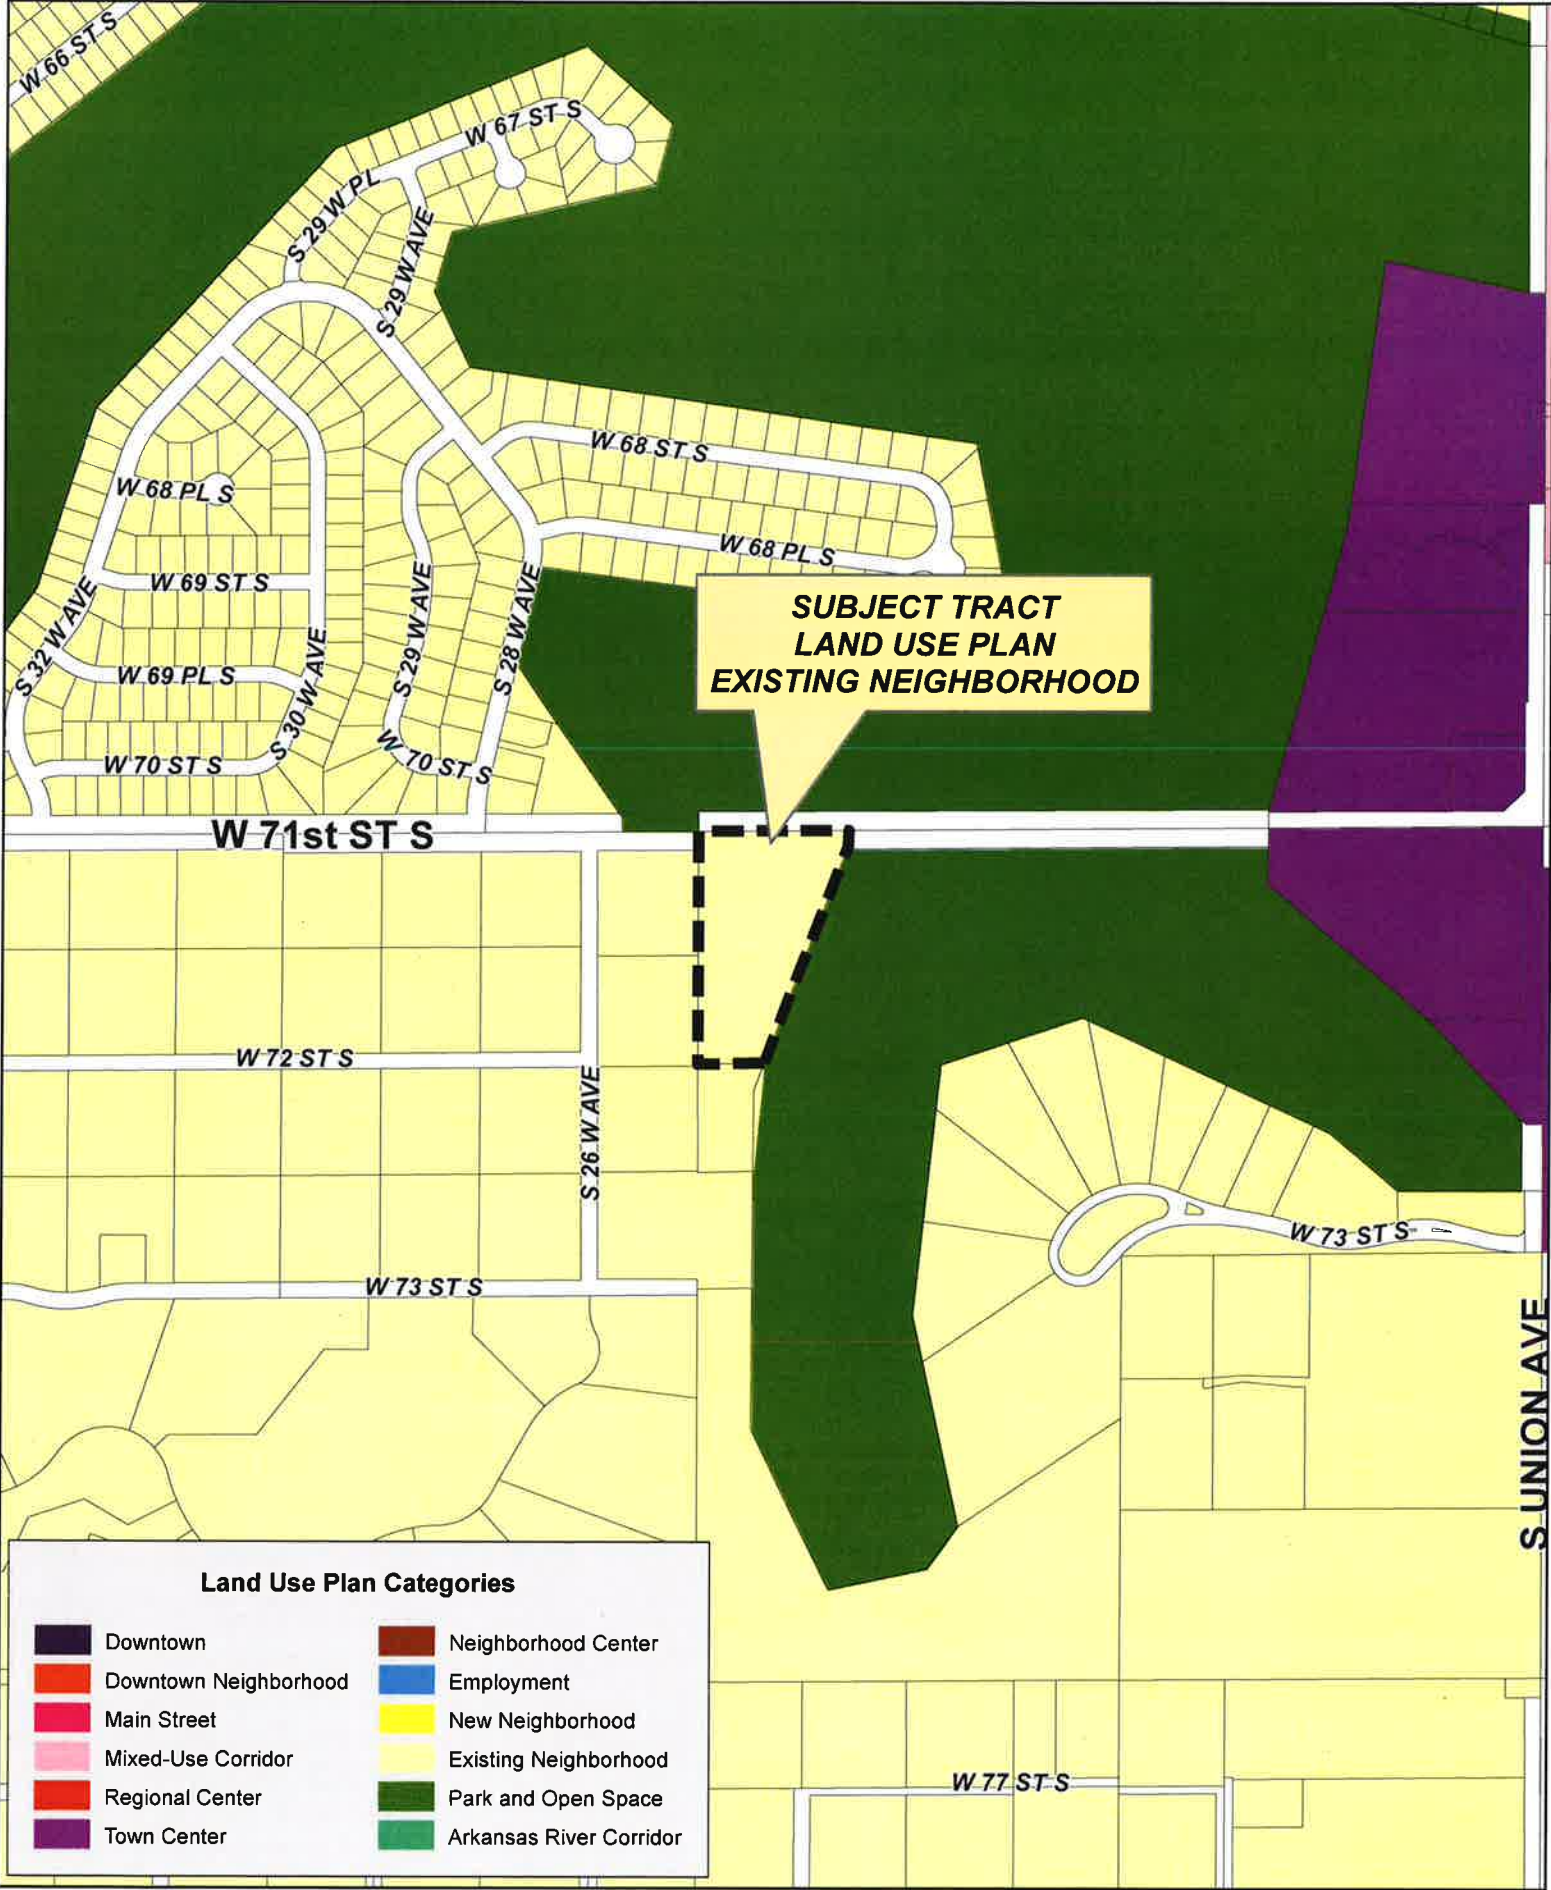 W 66 ST S
W 67 ST S
S 29 W PL
S 29 W AVE
W 68 ST S
W 68 PL S
W 68 PL S
W 69 ST S
S 32 W AVE
S 29 W AVE
S 28 W AVE
SUBJECT TRACT
LAND USE PLAN
EXISTING NEIGHBORHOOD
W 69 PL S
S 30 W AVE
W 70 ST S
W 70 ST S
W 71st ST S
W 72 ST S
S 26 W AVE
W 73 ST S
W 73 ST S
S UNION AVE
Land Use Plan Categories
Downtown
Downtown Neighborhood
Main Street
Mixed-Use Corridor
Regional Center
Town Center
Neighborhood Center
Employment
New Neighborhood
Existing Neighborhood
Park and Open Space
Arkansas River Corridor
W 77 ST S